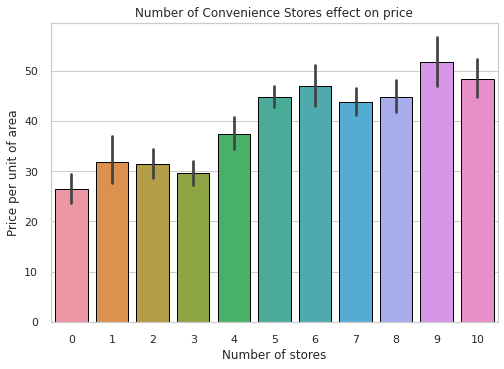 Number of Convenience Stores effect on price
Price per unit of area
50
40
30
20
10
0
0 1 2 3 4 5 6 7 8 9 10
Number of stores